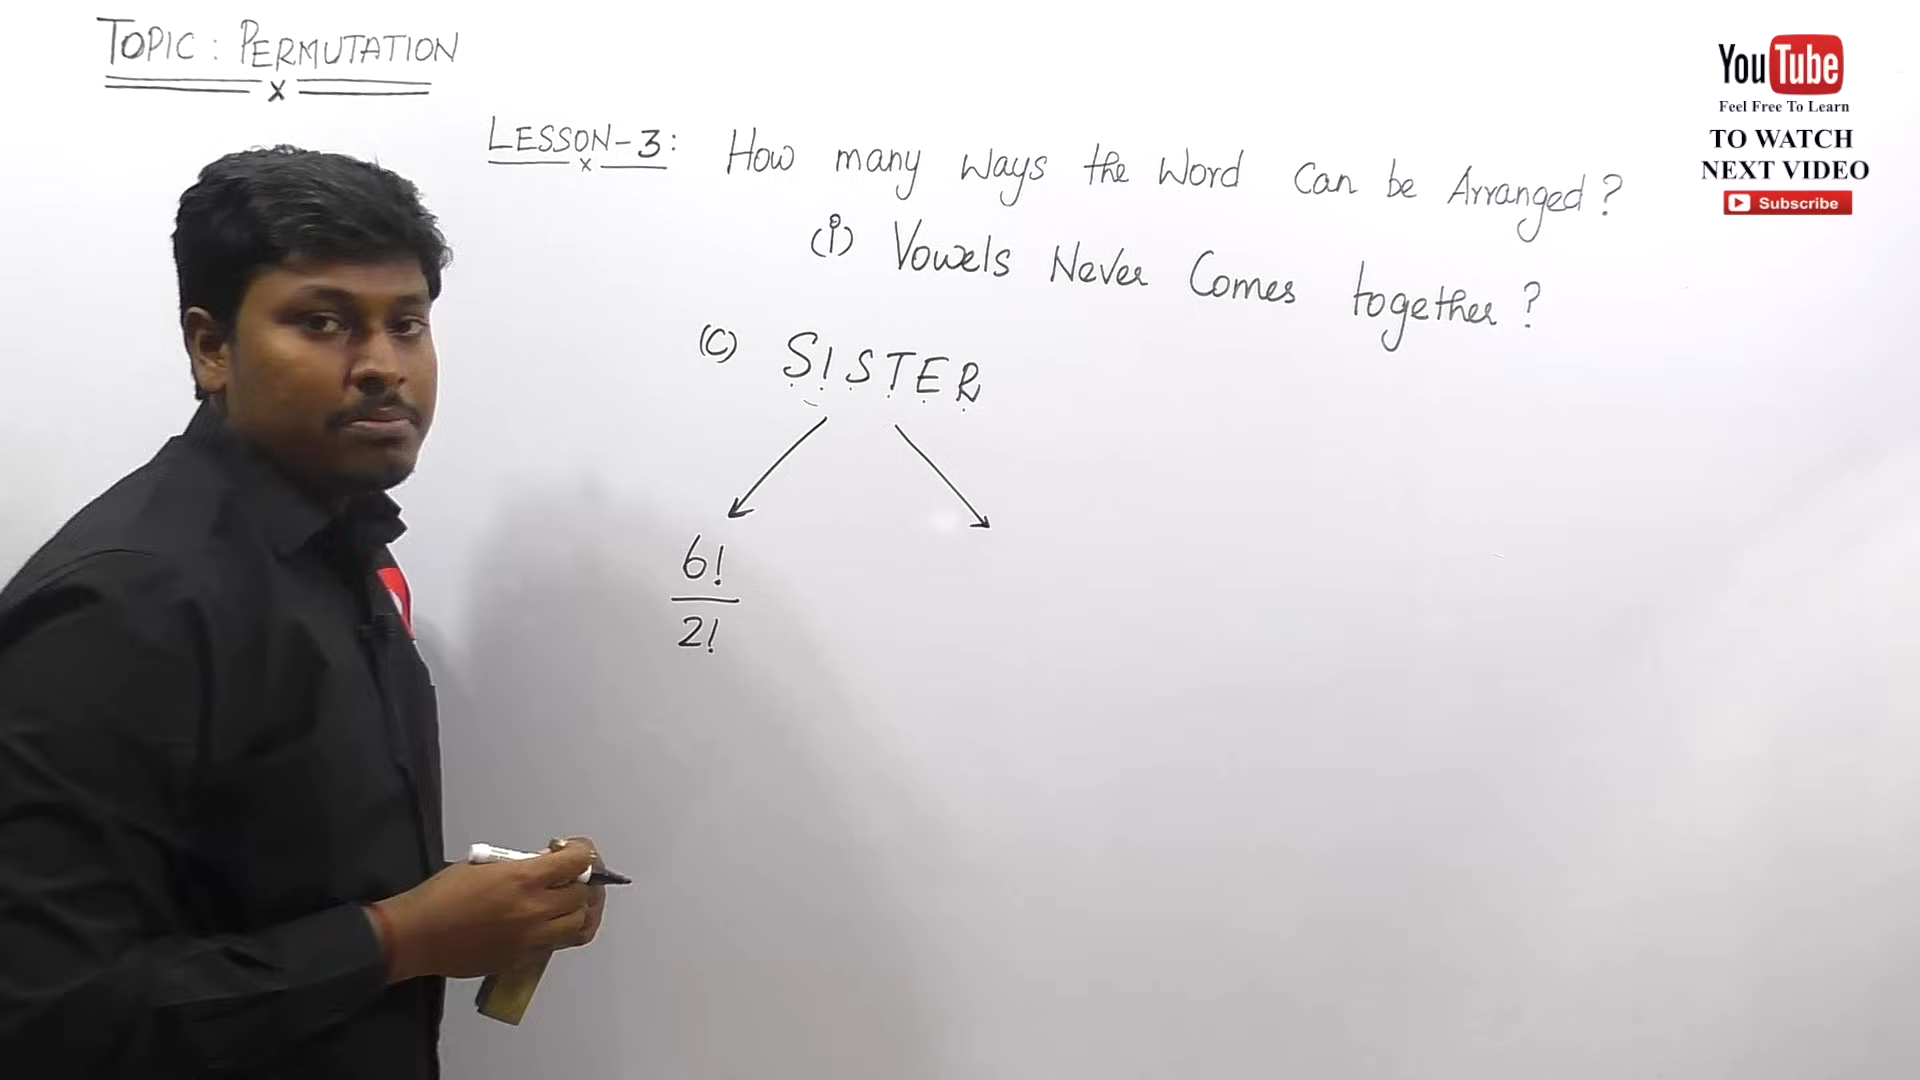 TOPIC : PERMUTATION
x
YouTube
Feel Free To Learn
TO WATCH
NEXT VIDEO
Subscribe
LESSON-3: How many ways the word can be Arranged?
x
(i) Vowels Never Comes together?
(C) SISTER
6!
2!